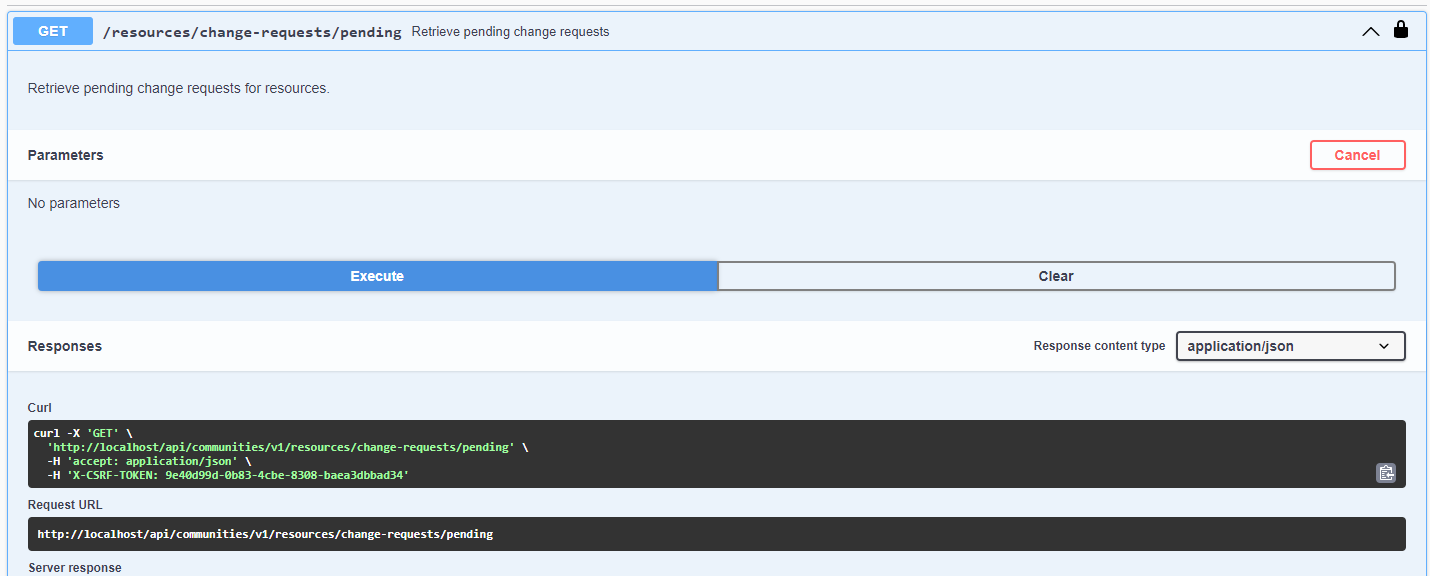 GET /resources/change-requests/pending Retrieve pending change requests
Retrieve pending change requests for resources.
Parameters
Cancel
No parameters
Execute
Clear
Responses
Response content type
application/json
Curl
curl -X 'GET' \
'http://localhost/api/communities/v1/resources/change-requests/pending' \
-H 'accept: application/json' \
-H 'X-CSRF-TOKEN: 9e40d99d-0b83-4cbe-8308-baea3dbbad34'
Request URL
http://localhost/api/communities/v1/resources/change-requests/pending
Server response